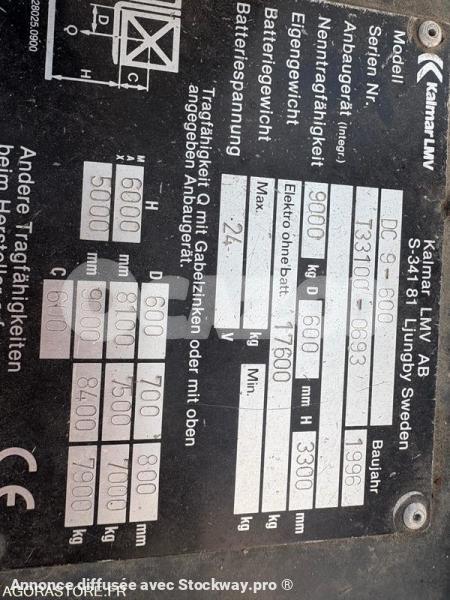 Kalmar LMV
Kalmar LMV AB
S-341 81 Ljungby Sweden
Modell DC 9-600 Baujahr
Serien Nr. T33100-0693 1996
Anbaugerät (Integr.)
Nenntragfähigkeit 9000 kg D 600 mm H 3300 mm
Eigengewicht Elektro ohne batt. 17600 kg
Batteriegewicht Max. kg Min. kg
Batteriespannung 24 V
Tragfähigkeit Q mit Gabelzinken oder mit oben
angegeben Anbaugerät.
D C Q H
28025.0900
H D 600 700 800 mm
MAX 6000 mm 8100 7500 7000 kg
5000 mm 8400 7900 kg
C 600
Andere Tragfähigkeiten
beim Hersteller
CE
Annonce diffusée avec Stockway.pro ®
AGORASTORE.FR